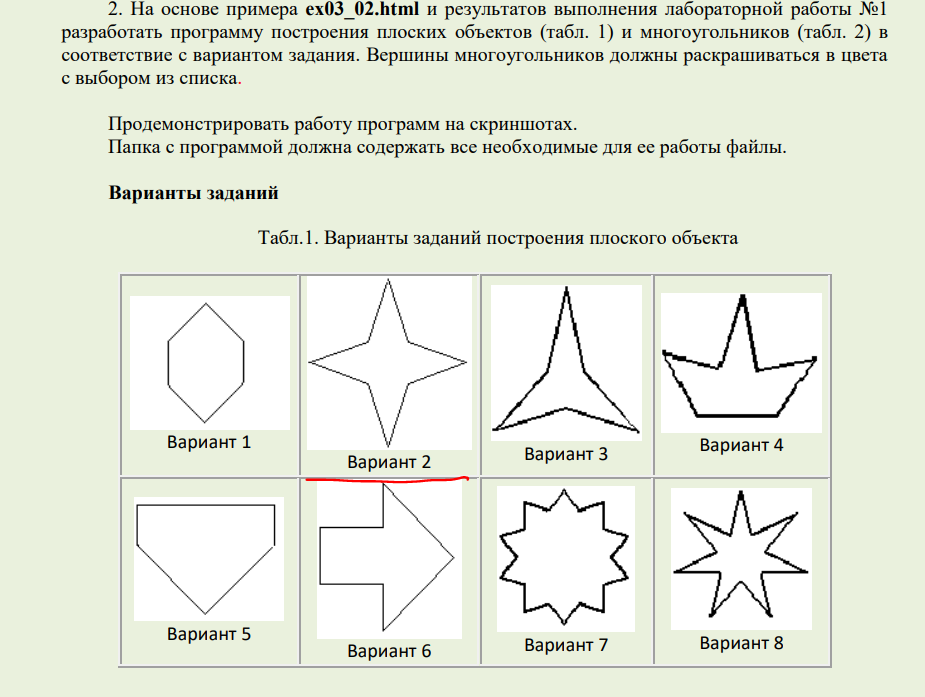 2. На основе примера ex03_02.html и результатов выполнения лабораторной работы №1
разработать программу построения плоских объектов (табл. 1) и многоугольников (табл. 2) в
соответствие с вариантом задания. Вершины многоугольников должны раскрашиваться в цвета
с выбором из списка.
Продемонстрировать работу программ на скриншотах.
Папка с программой должна содержать все необходимые для ее работы файлы.
Варианты заданий
Табл.1. Варианты заданий построения плоского объекта
Вариант 1
Вариант 2
Вариант 3
Вариант 4
Вариант 5
Вариант 6
Вариант 7
Вариант 8